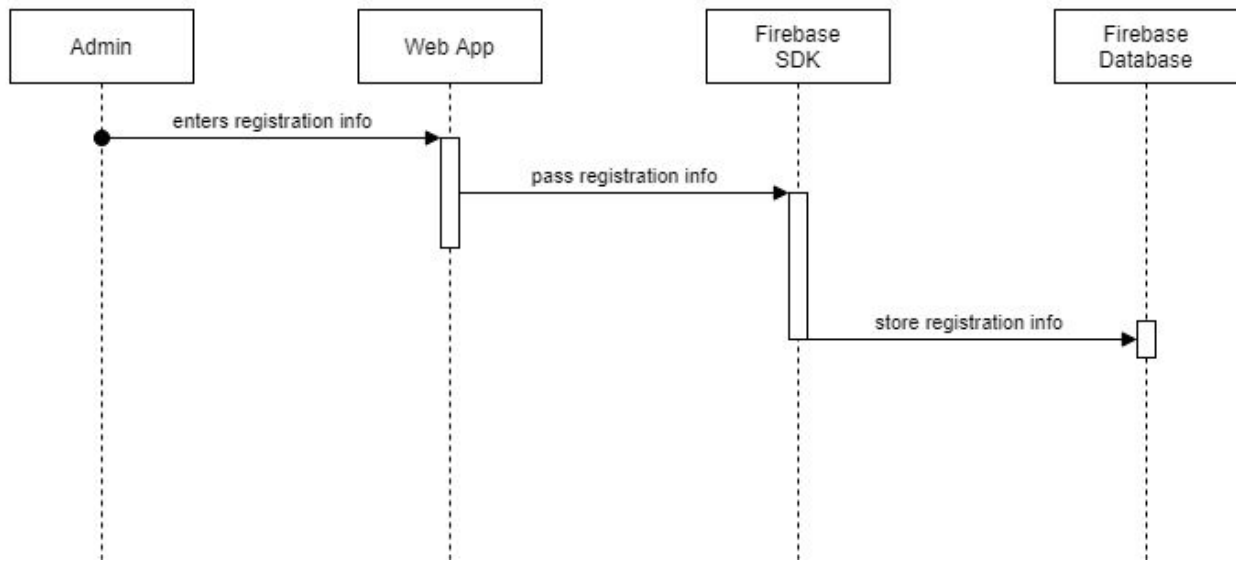 Admin
Web App
Firebase
SDK
Firebase
Database
enters registration info
pass registration info
store registration info